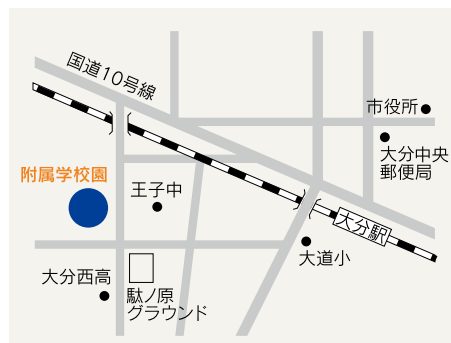 国道10号線
市役所
大分中央
郵便局
附属学校園
王子中
大分駅
大道小
大分西高
駄ノ原
グラウンド